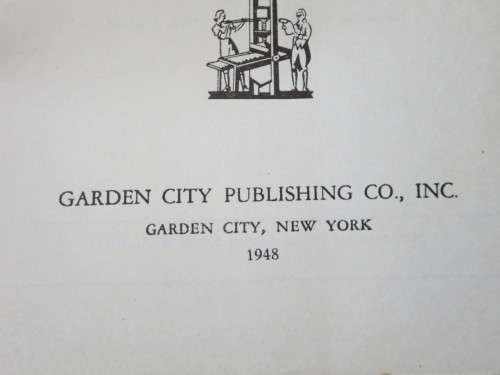 GARDEN CITY PUBLISHING CO., INC.
GARDEN CITY, NEW YORK
1948